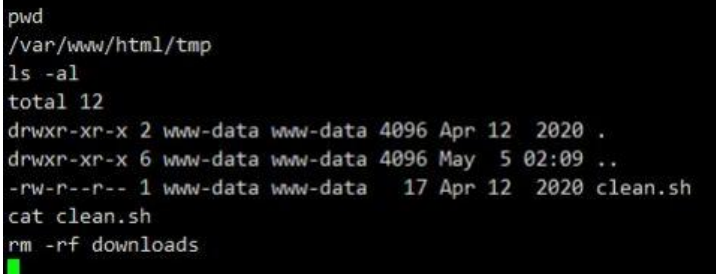 pwd
/var/www/html/tmp
ls -al
total 12
drwxr-xr-x 2 www-data www-data 4096 Apr 12  2020 .
drwxr-xr-x 6 www-data www-data 4096 May  5 02:09 ..
-rw-r--r-- 1 www-data www-data   17 Apr 12  2020 clean.sh
cat clean.sh
rm -rf downloads